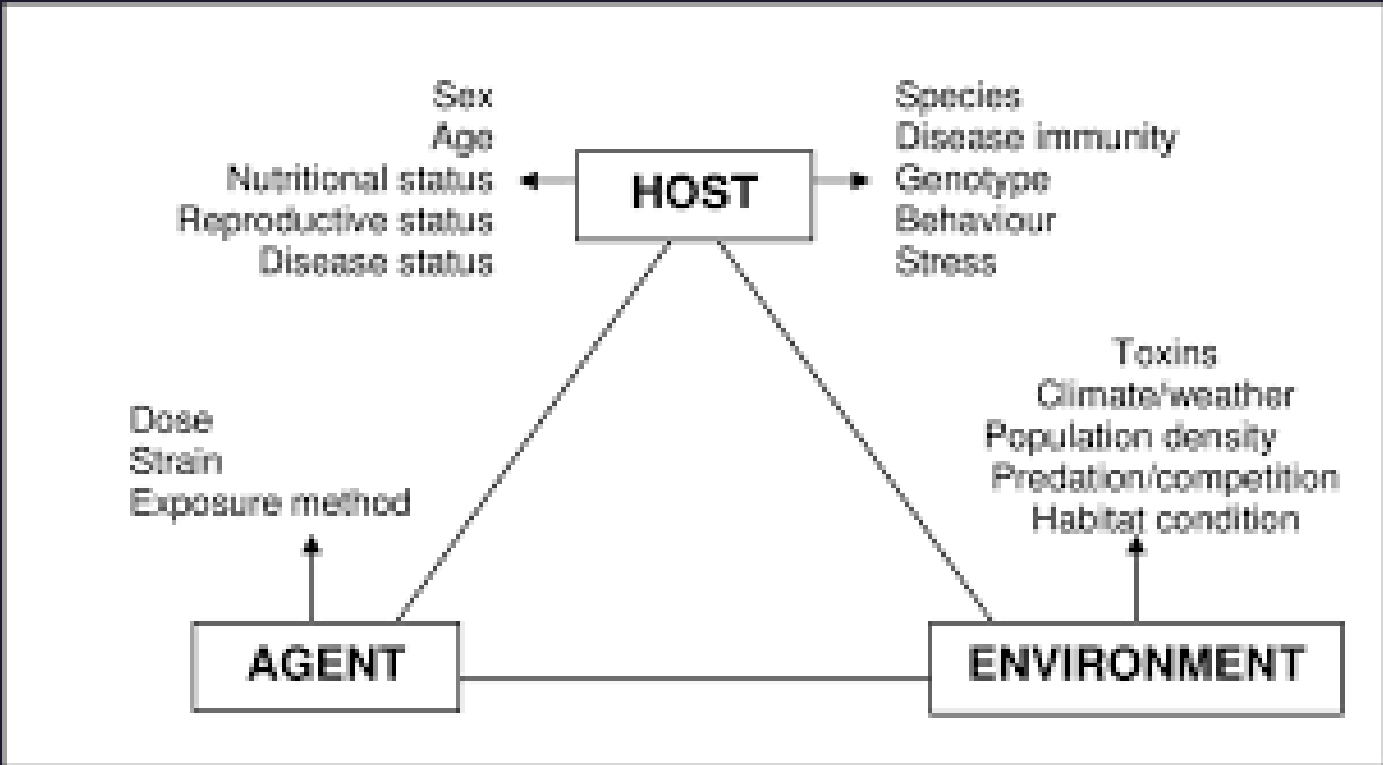 Sex
Age
Nutritional status
Reproductive status
Disease status
HOST
Species
Disease immunity
Genotype
Behaviour
Stress
Dose
Strain
Exposure method
Toxins
Climate/weather
Population density
Predation/competition
Habitat condition
AGENT
ENVIRONMENT